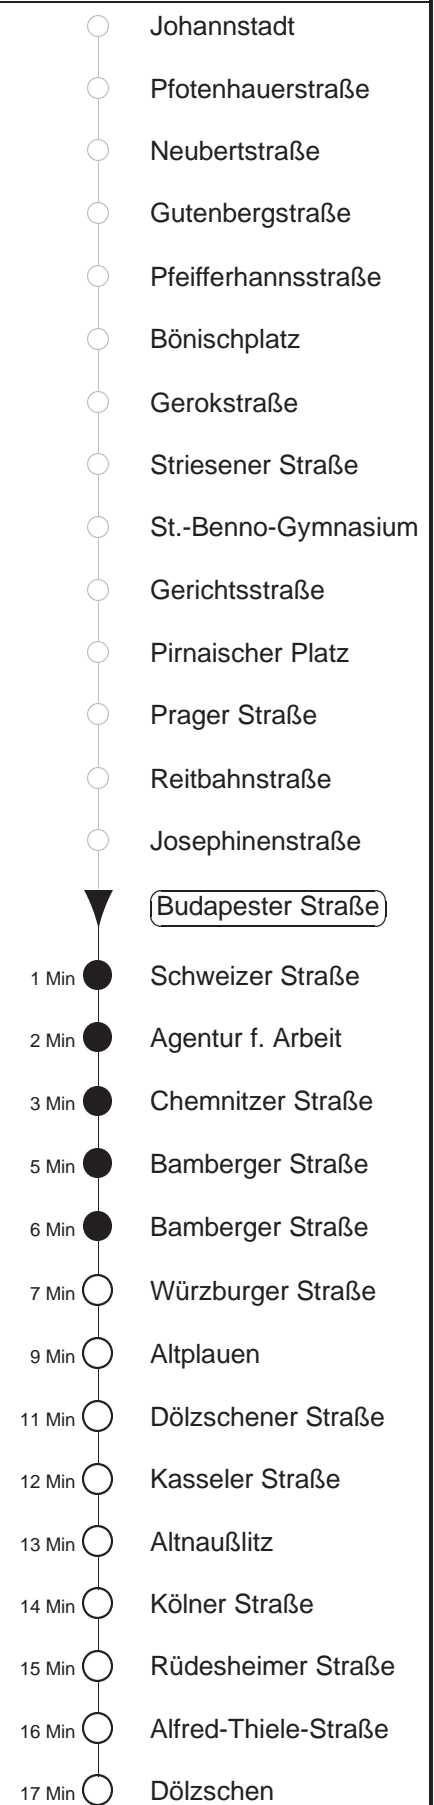 Johannstadt
Pfotenhauerstraße
Neubertstraße
Gutenbergstraße
Pfeifferhannsstraße
Bönischplatz
Gerokstraße
Striesener Straße
St.-Benno-Gymnasium
Gerichtsstraße
Pirnaischer Platz
Prager Straße
Reitbahnstraße
Josephinenstraße
Budapester Straße
1 Min Schweizer Straße
2 Min Agentur f. Arbeit
3 Min Chemnitzer Straße
5 Min Bamberger Straße
6 Min Bamberger Straße
7 Min Würzburger Straße
9 Min Altplauen
11 Min Dölzschener Straße
12 Min Kasseler Straße
13 Min Altnaußlitz
14 Min Kölner Straße
15 Min Rüdesheimer Straße
16 Min Alfred-Thiele-Straße
17 Min Dölzschen